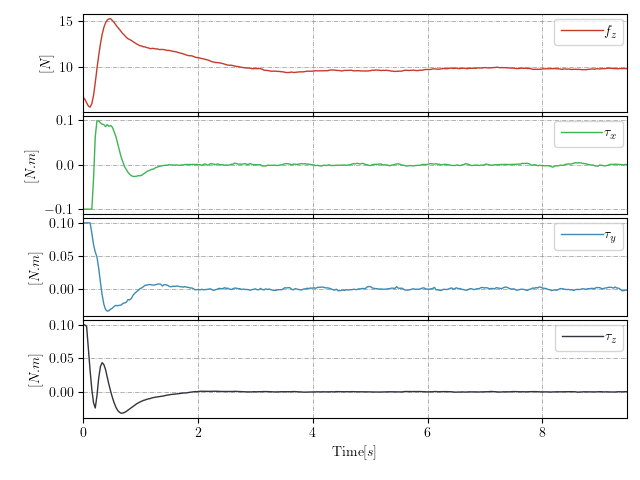 15
10
[N]
f_z
0.1
0.0
−0.1
[N.m]
τ_x
0.10
0.05
0.00
[N.m]
τ_y
0.10
0.05
0.00
[N.m]
τ_z
0 2 4 6 8
Time[s]